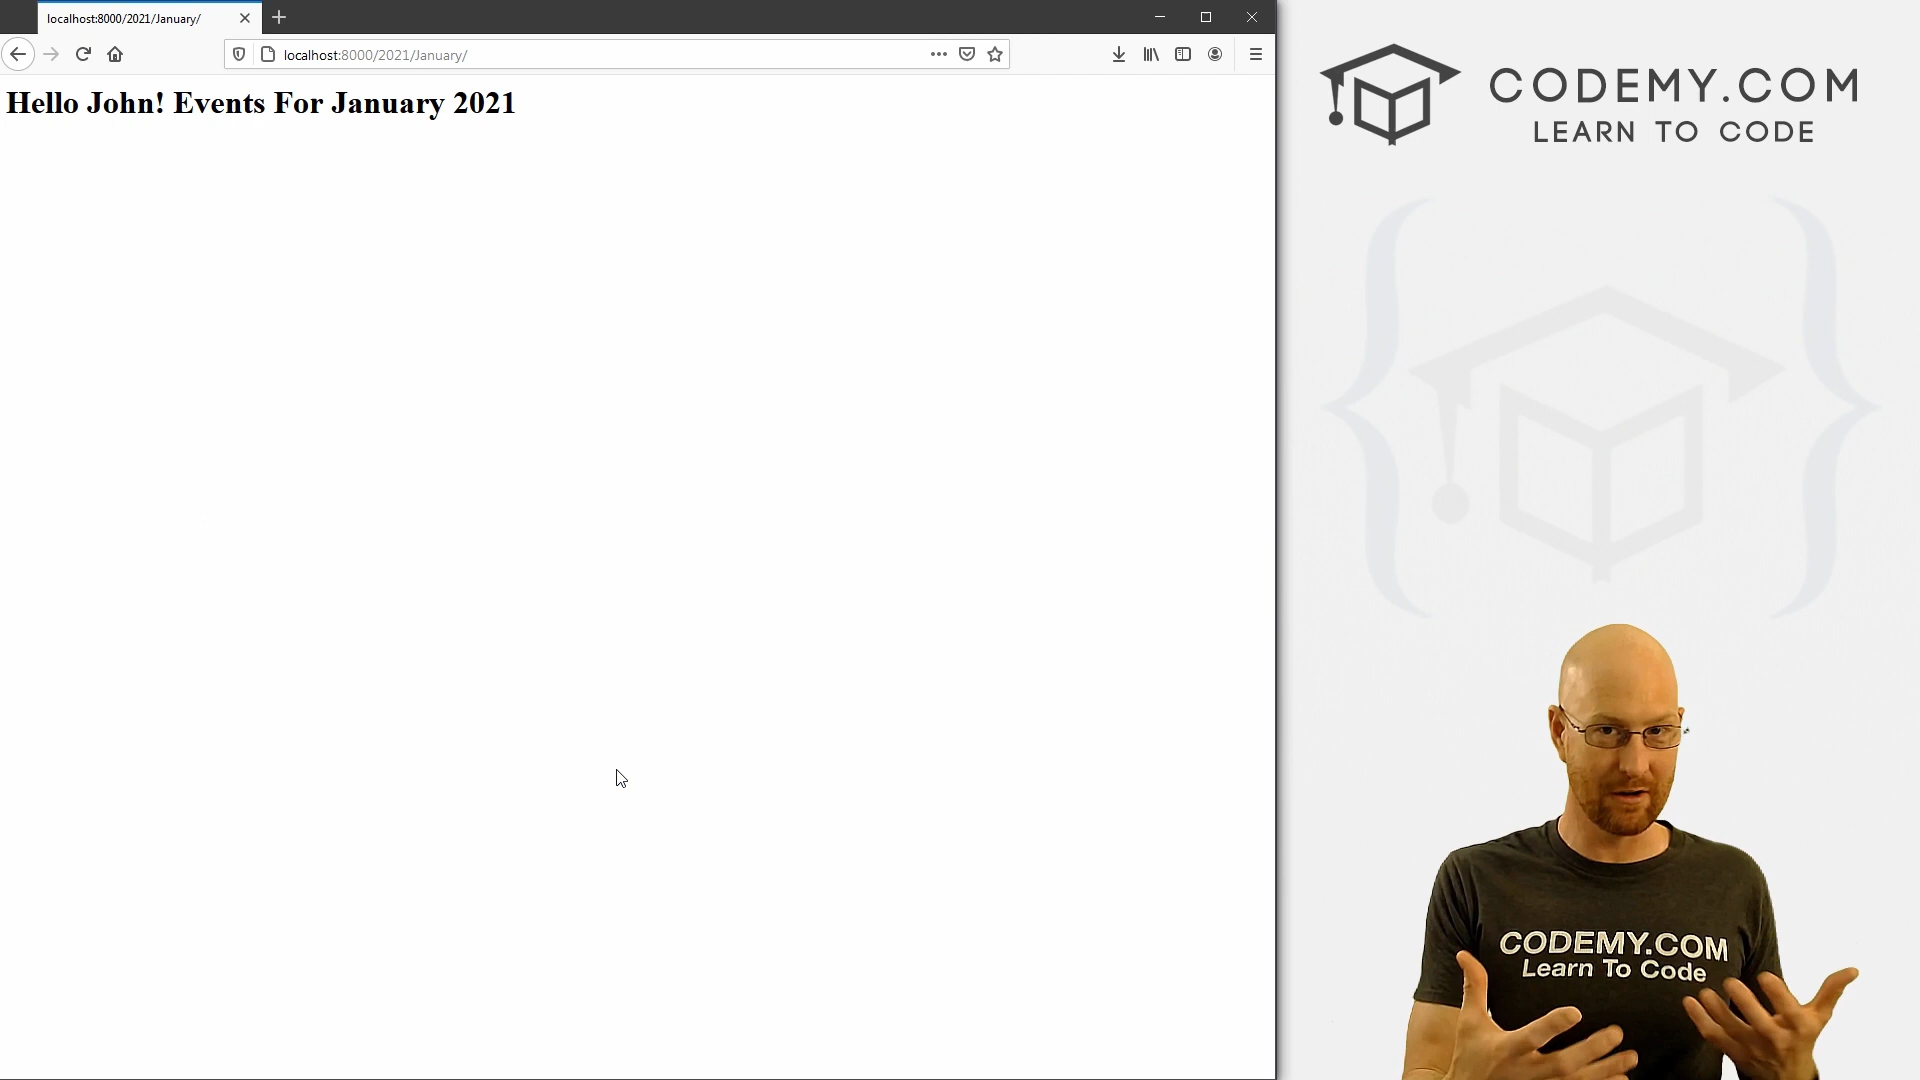 localhost:8000/2021/January/
localhost:8000/2021/January/
Hello John! Events For January 2021
CODEMY.COM
LEARN TO CODE
CODEMY.COM
Learn To Code